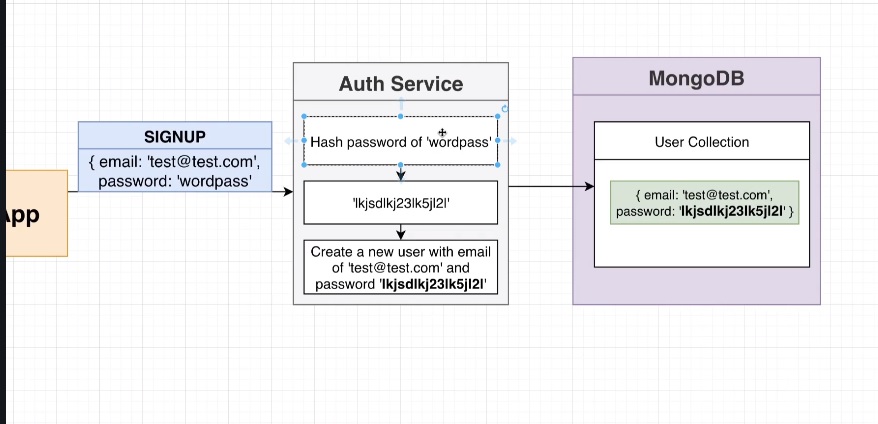 App
SIGNUP
{ email: 'test@test.com',
password: 'wordpass'
Auth Service
Hash password of 'wordpass'
'lkjsdlkj23lk5jl2l'
Create a new user with email
of 'test@test.com' and
password 'lkjsdlkj23lk5jl2l'
MongoDB
User Collection
{ email: 'test@test.com',
password: 'lkjsdlkj23lk5jl2l' }